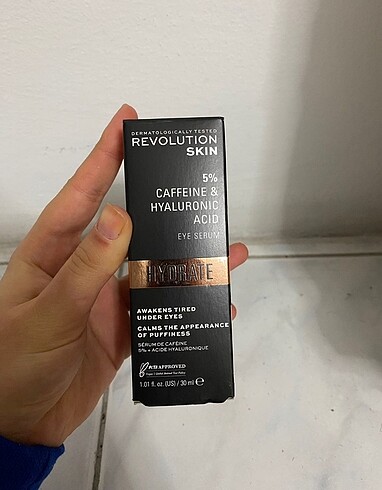 DERMATOLOGICALLY TESTED
REVOLUTION
SKIN
5%
CAFFEINE &
HYALURONIC
ACID
EYE SERUM
HYDRATE
AWAKENS TIRED
UNDER EYES
CALMS THE APPEARANCE
OF PUFFINESS
SÉRUM DE CAFÉINE
5% + ACIDE HYALURONIQUE
APPROVED
1.01 fl. oz. (US) / 30 ml ℮